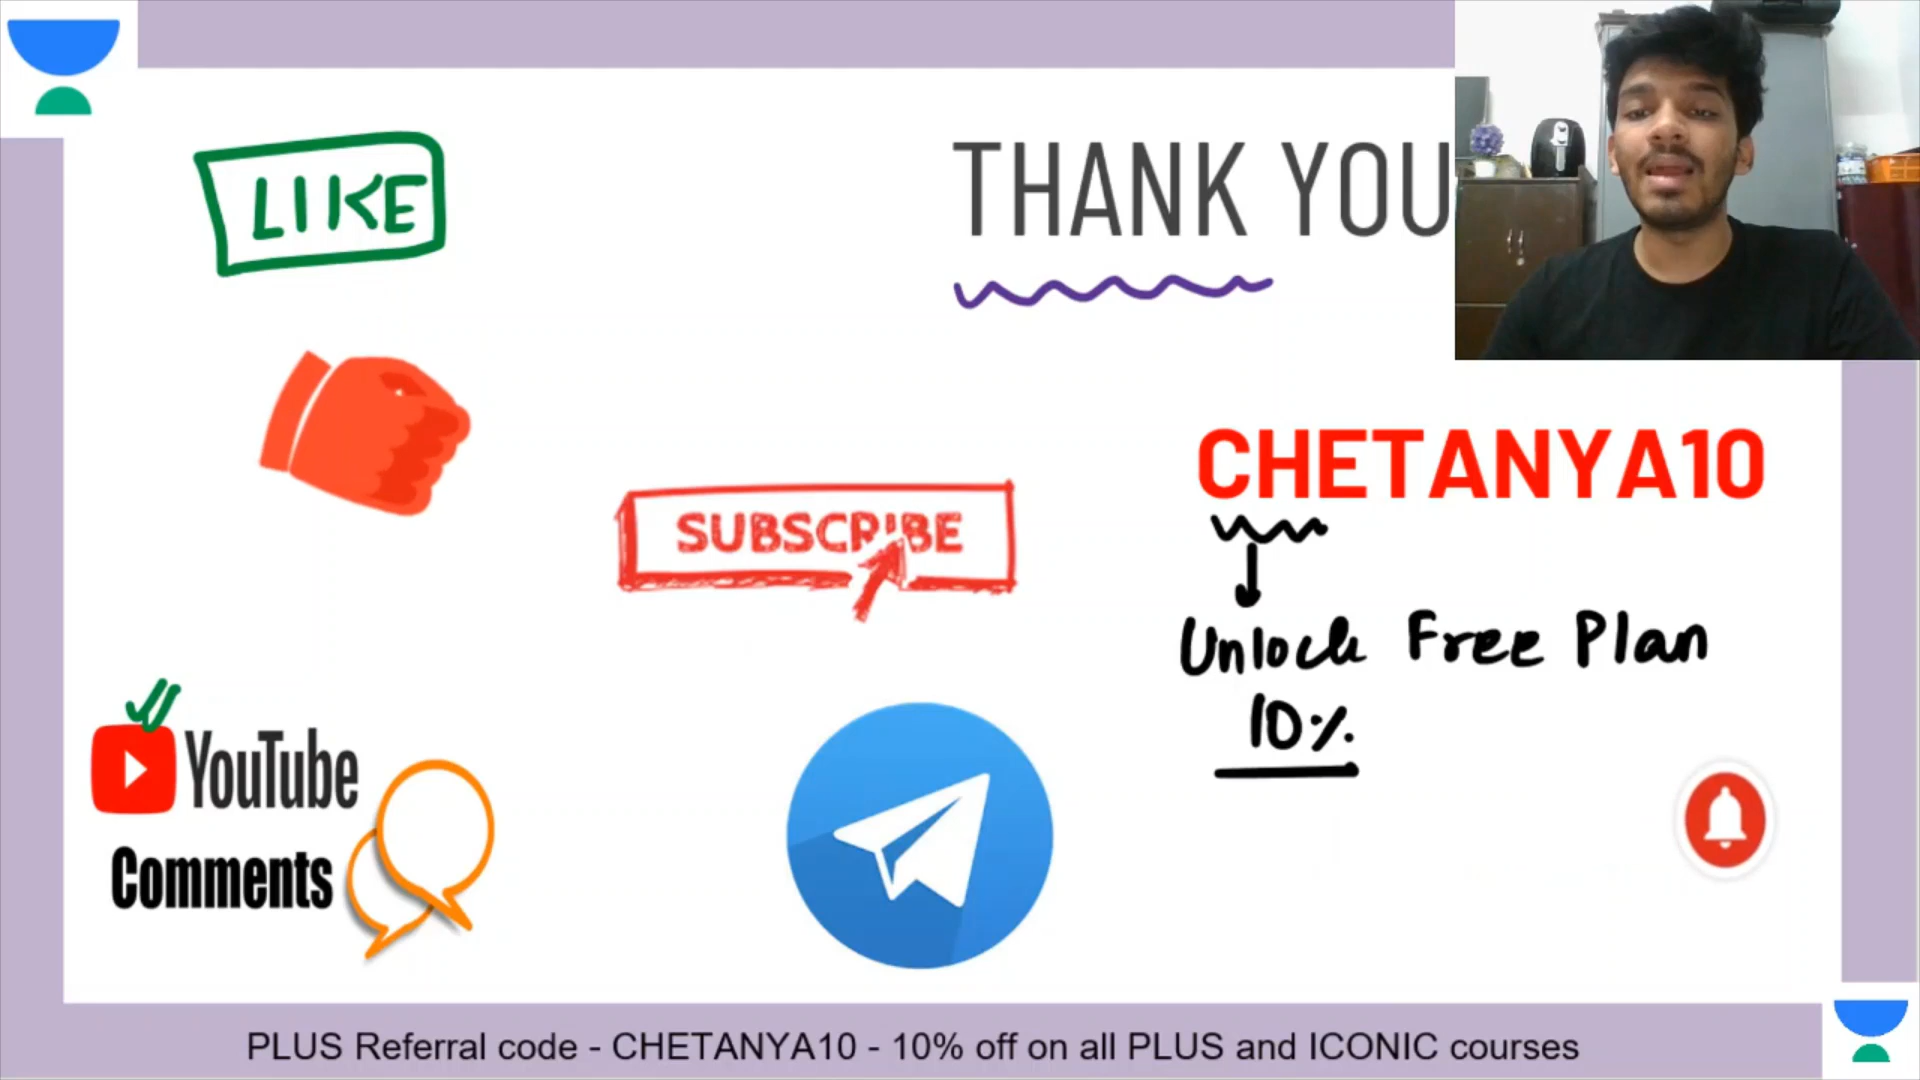 LIKE
THANK YOU
CHETANYA10
SUBSCRIBE
Unlock Free Plan
10%
YouTube
Comments
PLUS Referral code - CHETANYA10 - 10% off on all PLUS and ICONIC courses